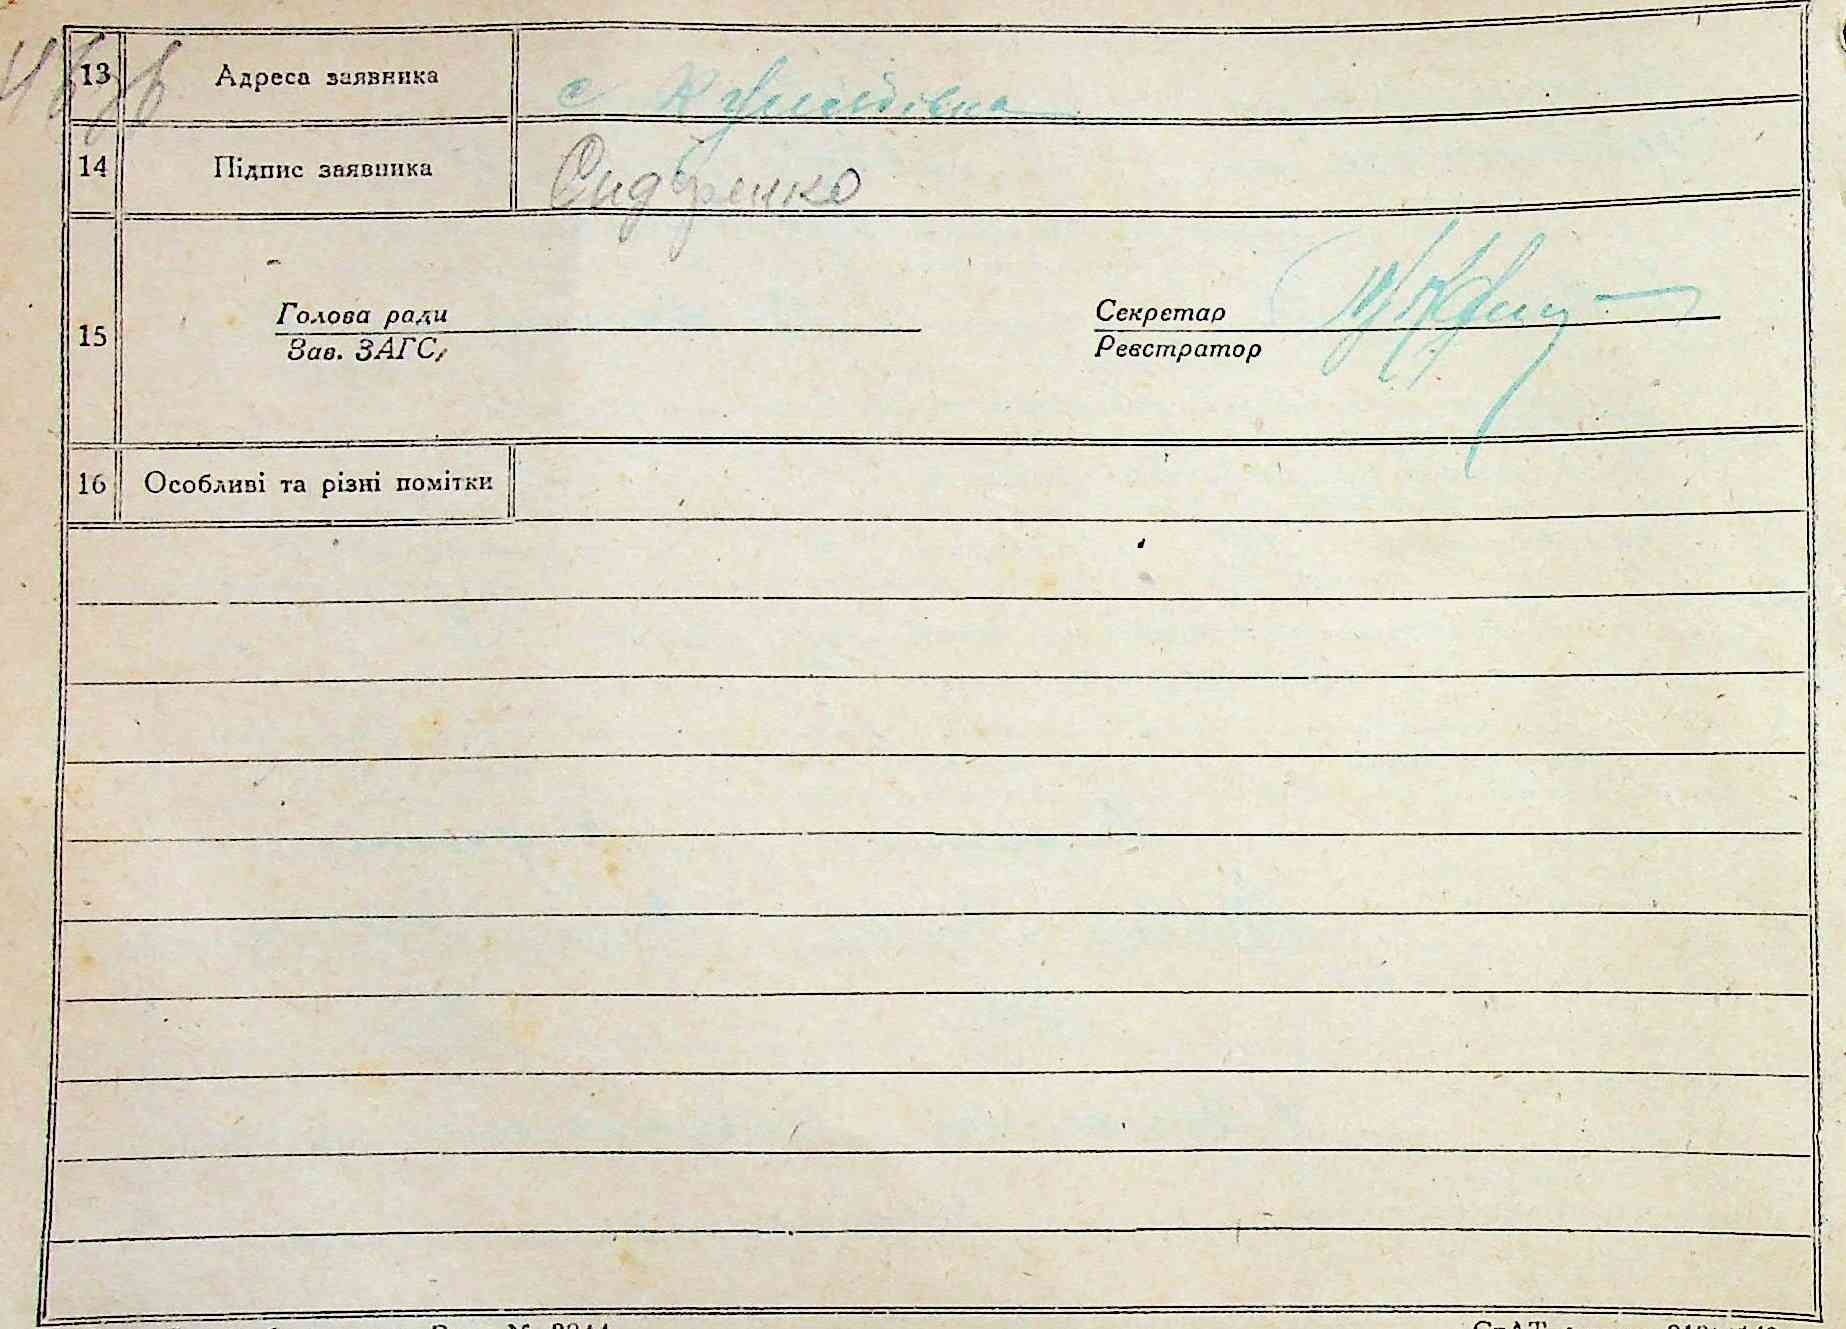 13 Адреса заявника с
14 Підпис заявника Сидоренко
15
Голова ради Секретар
Зав. ЗАГС, Реєстратор
16 Особливі та різні помітки